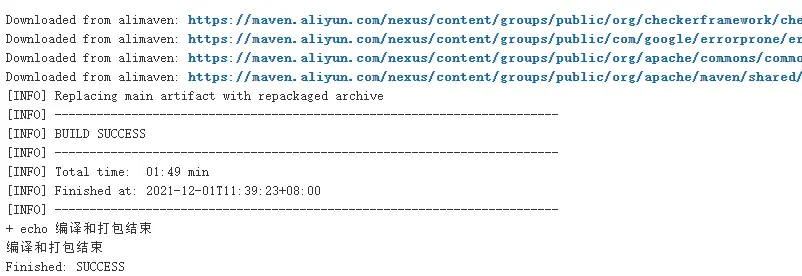 Downloaded from alimaven: https://maven.aliyun.com/nexus/content/groups/public/org/checkerframework/che
Downloaded from alimaven: https://maven.aliyun.com/nexus/content/groups/public/com/google/errorprone/er
Downloaded from alimaven: https://maven.aliyun.com/nexus/content/groups/public/org/apache/commons/commo
Downloaded from alimaven: https://maven.aliyun.com/nexus/content/groups/public/org/apache/maven/shared/
[INFO] Replacing main artifact with repackaged archive
[INFO] ------------------------------------------------------------------------
[INFO] BUILD SUCCESS
[INFO] ------------------------------------------------------------------------
[INFO] Total time:  01:49 min
[INFO] Finished at: 2021-12-01T11:39:23+08:00
[INFO] ------------------------------------------------------------------------
+ echo 编译和打包结束
编译和打包结束
Finished: SUCCESS